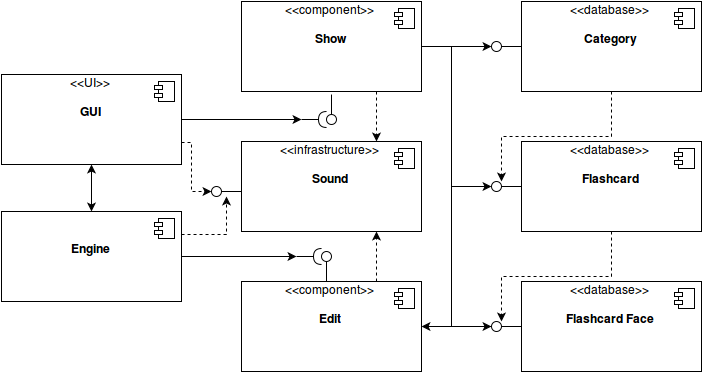 <<component>>
Show
<<database>>
Category
<<UI>>
GUI
<<infrastructure>>
Sound
<<database>>
Flashcard
Engine
<<component>>
Edit
<<database>>
Flashcard Face